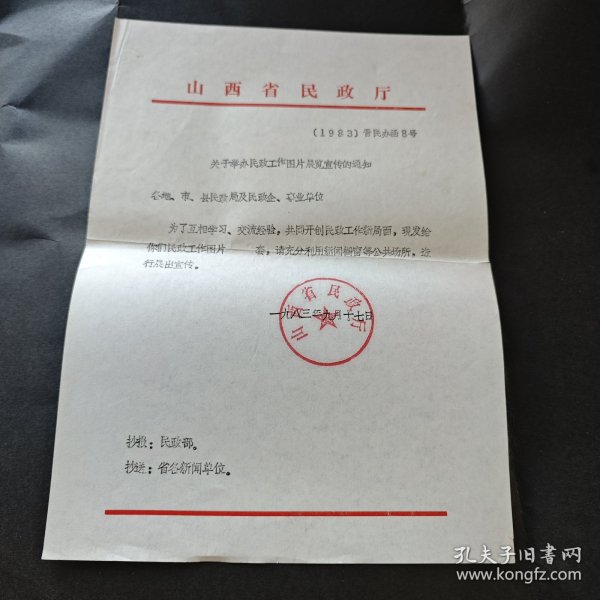 山西省民政厅
(1983)晋民办函8号
关于举办民政工作图片展览宣传的通知
各地、市、县民政局及民政企、事业单位
为了互相学习、交流经验，共同开创民政工作新局面，现发给
你们民政工作图片 套，请充分利用新闻橱窗等公共场所，进
行展出宣传。
山西省民政厅
一九八三年九月十七日
抄报：民政部。
抄送：省各新闻单位。
孔夫子旧书网
www.kongfz.com